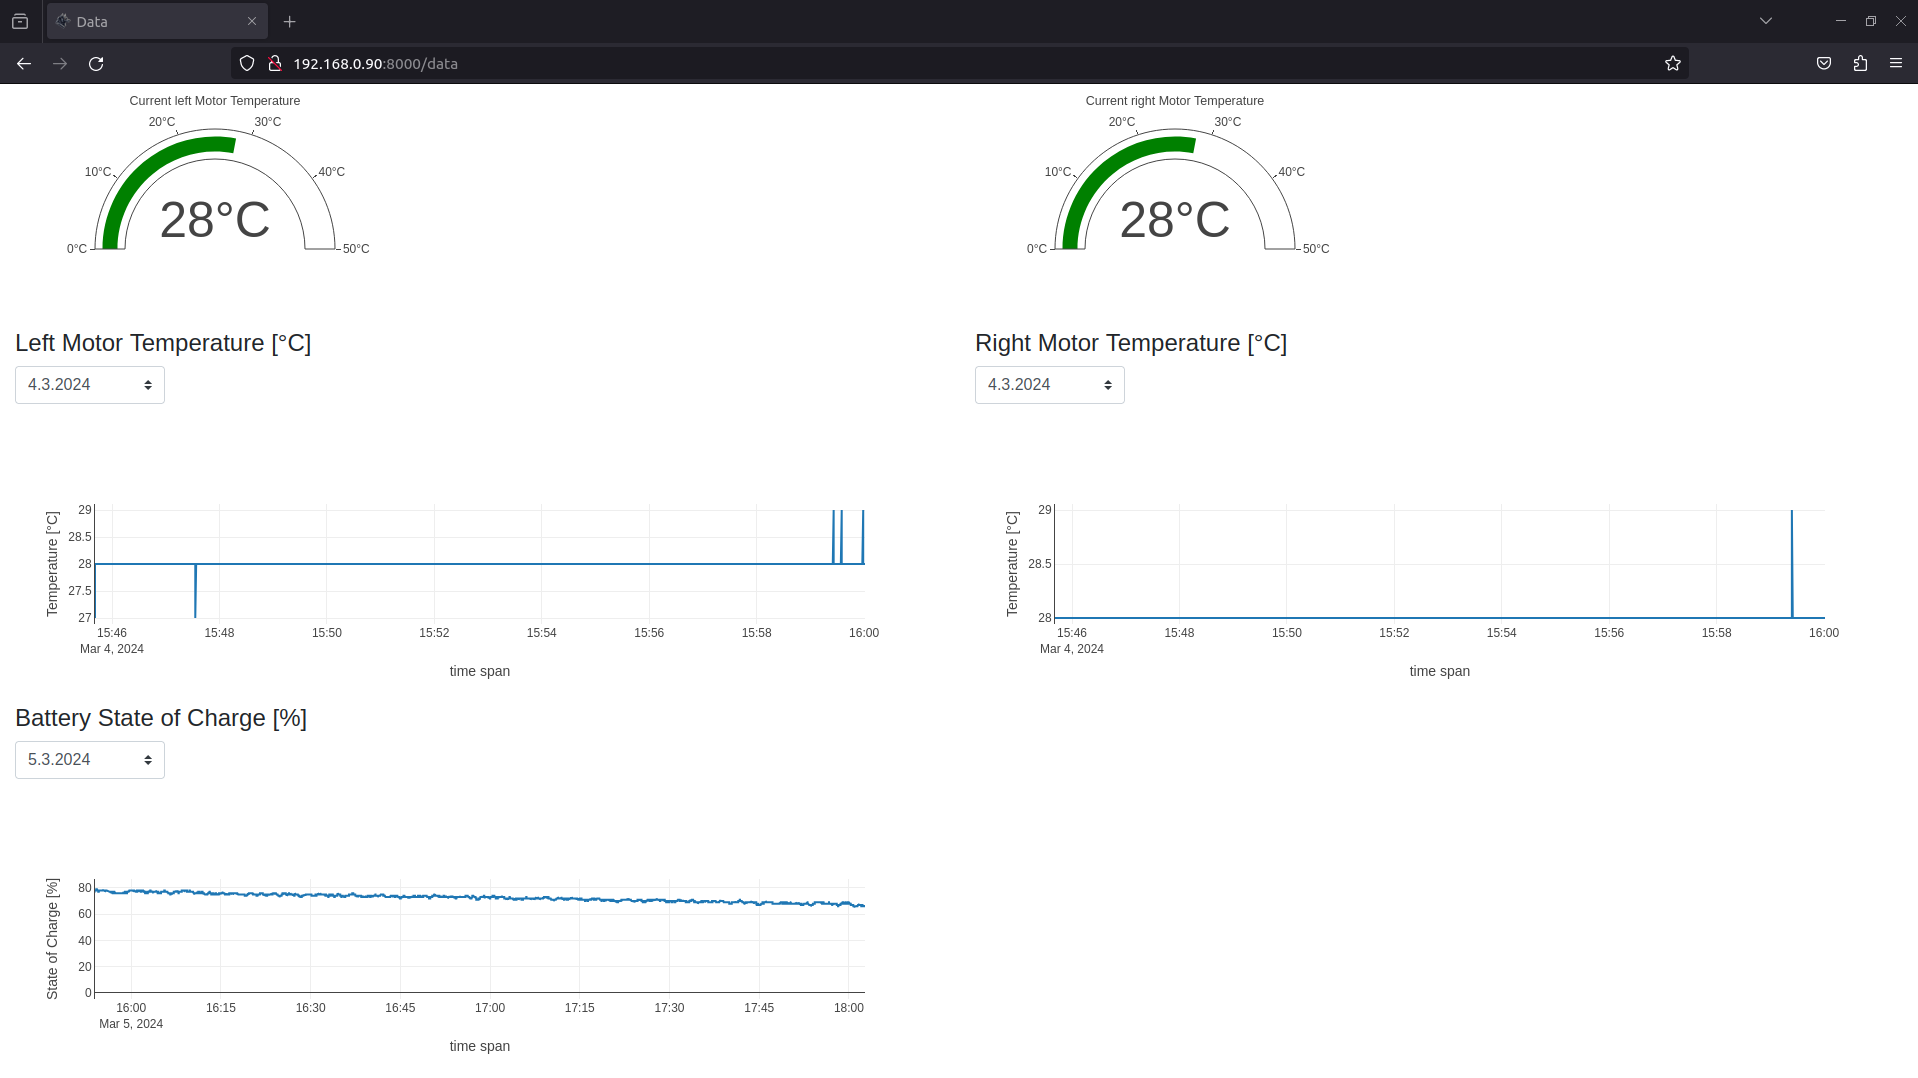 Data
192.168.0.90:8000/data
Current left Motor Temperature
0°C
10°C
20°C
30°C
40°C
50°C
28°C
Current right Motor Temperature
0°C
10°C
20°C
30°C
40°C
50°C
28°C
Left Motor Temperature [°C]
4.3.2024
Temperature [°C]
29
28.5
28
27.5
27
15:46 15:48 15:50 15:52 15:54 15:56 15:58 16:00
Mar 4, 2024
time span
Right Motor Temperature [°C]
4.3.2024
Temperature [°C]
29
28.5
28
15:46 15:48 15:50 15:52 15:54 15:56 15:58 16:00
Mar 4, 2024
time span
Battery State of Charge [%]
5.3.2024
State of Charge [%]
80
60
40
20
0
16:00 16:15 16:30 16:45 17:00 17:15 17:30 17:45 18:00
Mar 5, 2024
time span